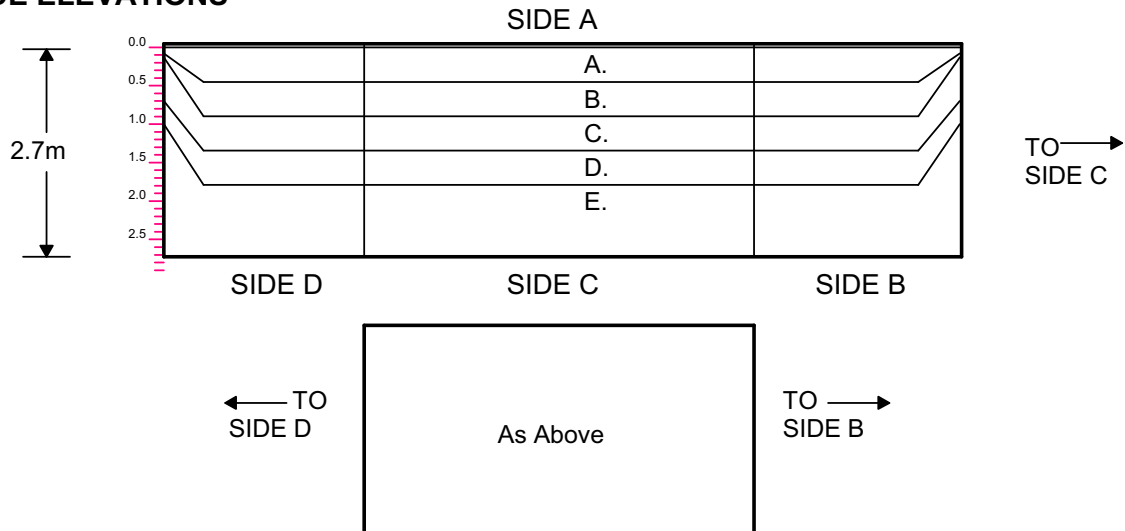 ELEVATIONS
SIDE A
0.0
A.
0.5
B.
1.0
C.
2.7m
1.5
D.
TO
SIDE C
2.0
E.
2.5
SIDE D
SIDE C
SIDE B
TO
SIDE D
As Above
TO
SIDE B